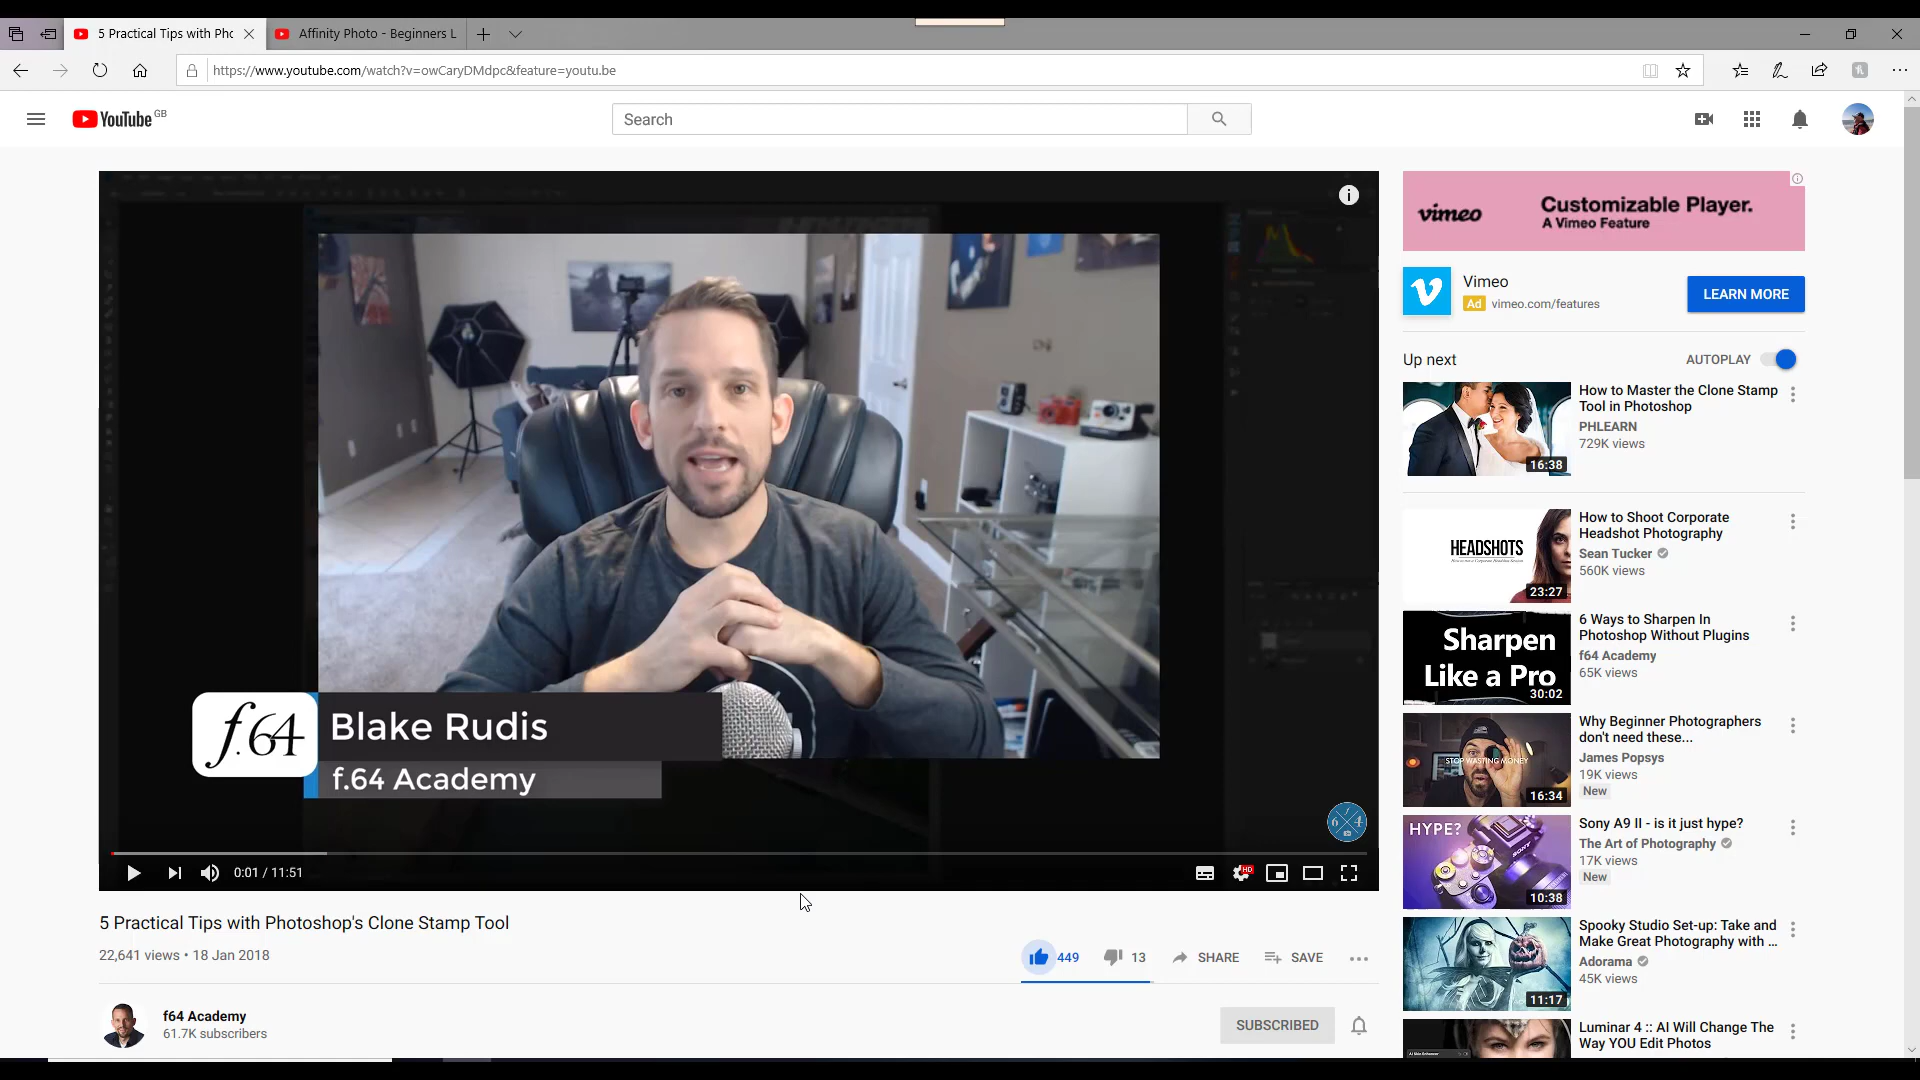 5 Practical Tips with Phc
Affinity Photo - Beginners L
https://www.youtube.com/watch?v=owCaryDMdpc&feature=youtu.be
YouTube GB
Search
Blake Rudis
f.64
f.64 Academy
6 f 4
0:01 / 11:51
HD
5 Practical Tips with Photoshop's Clone Stamp Tool
22,641 views • 18 Jan 2018
449
13
SHARE
SAVE
f64 Academy
61.7K subscribers
SUBSCRIBED
vimeo
Customizable Player.
A Vimeo Feature
Vimeo
Ad vimeo.com/features
LEARN MORE
Up next
AUTOPLAY
How to Master the Clone Stamp
Tool in Photoshop
PHLEARN
729K views
16:38
HEADSHOTS
23:27
How to Shoot Corporate
Headshot Photography
Sean Tucker
560K views
Sharpen
Like a Pro
30:02
6 Ways to Sharpen In
Photoshop Without Plugins
f64 Academy
65K views
STOP WASTING MONEY
16:34
Why Beginner Photographers
don't need these...
James Popsys
19K views
New
HYPE?
10:38
Sony A9 II - is it just hype?
The Art of Photography
17K views
New
11:17
Spooky Studio Set-up: Take and
Make Great Photography with ...
Adorama
45K views
Luminar 4 :: AI Will Change The
Way YOU Edit Photos